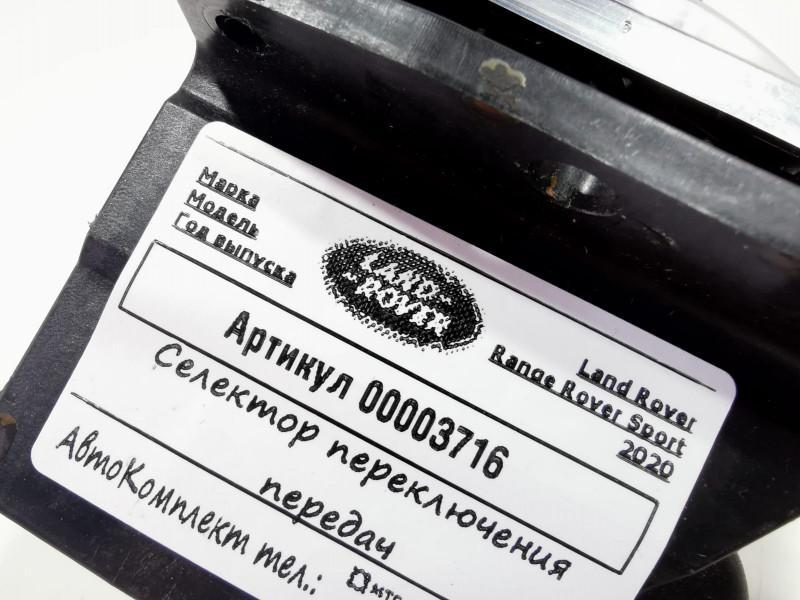 Марка
Land Rover
Модель
Range Rover Sport
Год выпуска
2020
LAND-
-ROVER
Артикул 00003716
Селектор переключения
передач
АвтоКомплект тел.: